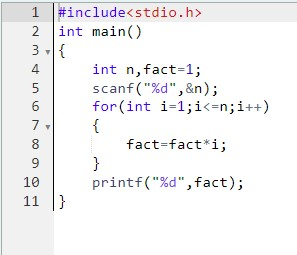 1 #include<stdio.h>
2 int main()
3 {
4     int n,fact=1;
5     scanf("%d",&n);
6     for(int i=1;i<=n;i++)
7     {
8         fact=fact*i;
9     }
10     printf("%d",fact);
11 }